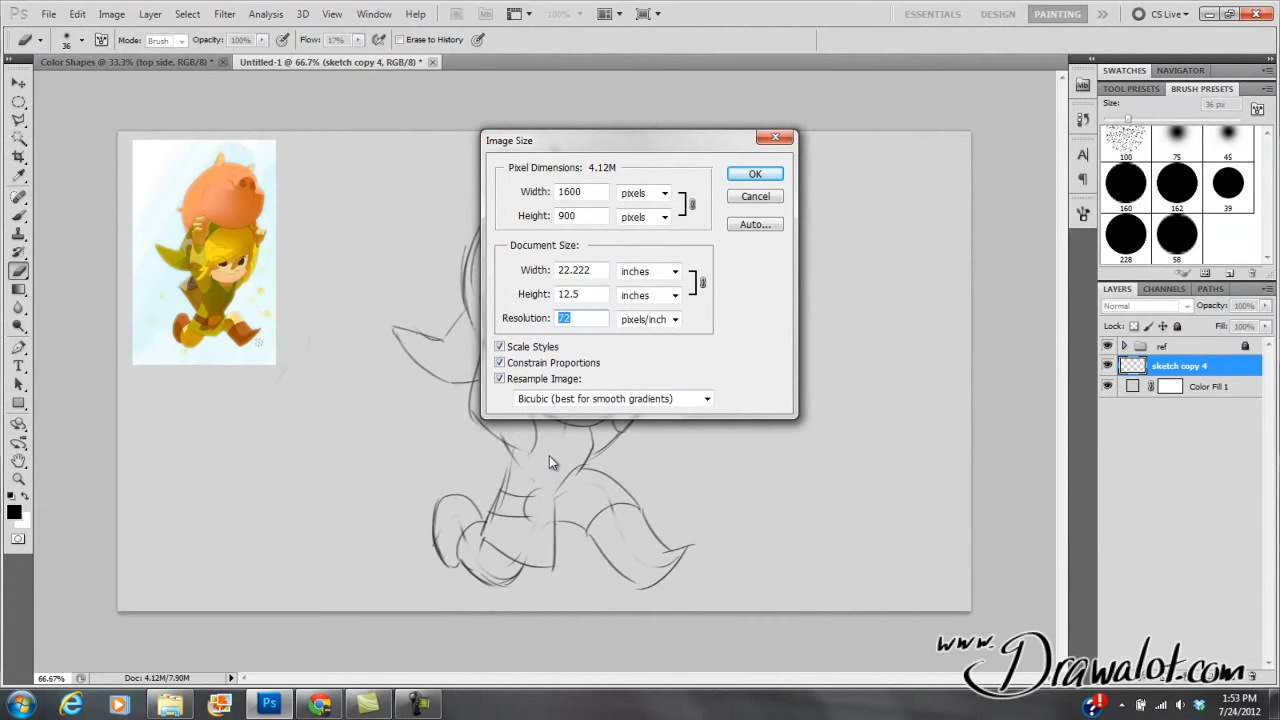 Ps File Edit Image Layer Select Filter Analysis 3D View Window Help 100% ESSENTIALS DESIGN PAINTING CS Live
36 Mode: Brush Opacity: 100% Flow: 17% Erase to History
Color Shapes @ 33.3% (top side, RGB/8) * Untitled-1 @ 66.7% (sketch copy 4, RGB/8) *
SWATCHES NAVIGATOR
TOOL PRESETS BRUSH PRESETS
Size: 36 px
100 75 45
160 162 39
228 58
Image Size
Pixel Dimensions: 4.12M
Width: 1600 pixels
Height: 900 pixels
Document Size:
Width: 22.222 inches
Height: 12.5 inches
Resolution: 72 pixels/inch
Scale Styles
Constrain Proportions
Resample Image:
Bicubic (best for smooth gradients)
OK
Cancel
Auto...
LAYERS CHANNELS PATHS
Normal Opacity: 100%
Lock: Fill: 100%
ref
sketch copy 4
Color Fill 1
66.67% Doc: 4.12M/7.90M
www.Drawalot.com
1:53 PM
7/24/2012